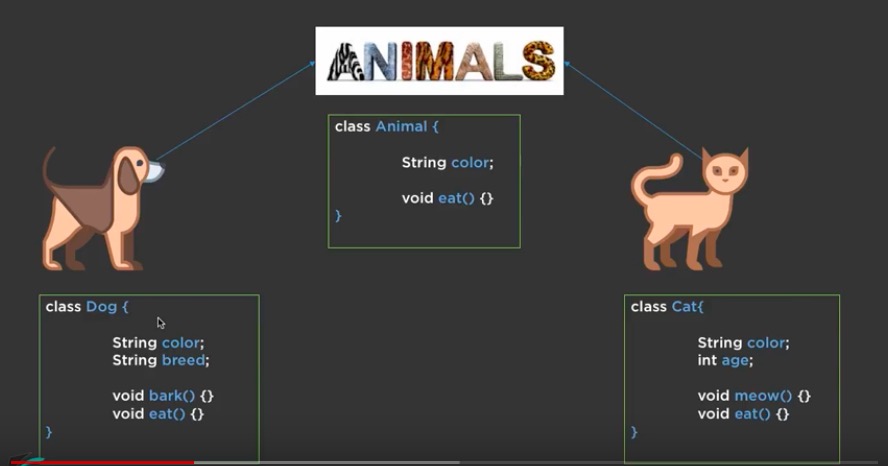 ANIMALS
class Animal {
String color;
void eat() {}
}
class Dog {
String color;
String breed;
void bark() {}
void eat() {}
}
class Cat{
String color;
int age;
void meow() {}
void eat() {}
}